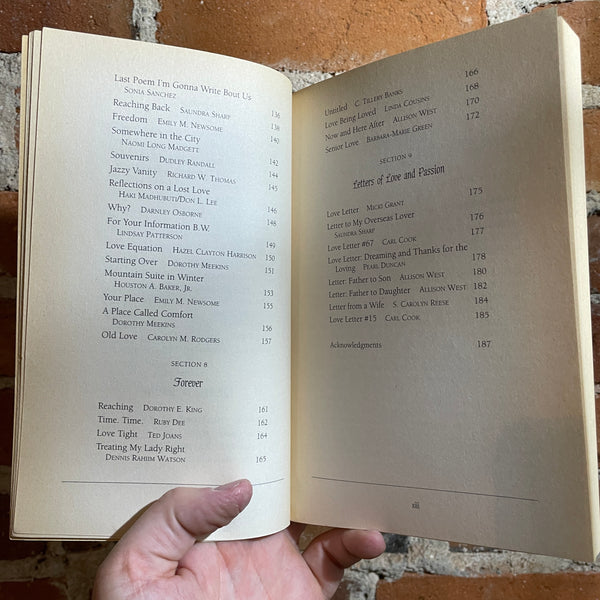 Last Poem I'm Gonna Write Bout Us
Sonia Sanchez 136
Reaching Back Saundra Sharp 138
Freedom Emily M. Newsome 140
Somewhere in the City
Naomi Long Madgett 142
Souvenirs Dudley Randall 144
Jazzy Vanity Richard W. Thomas 145
Reflections on a Lost Love
Haki Madhubuti/Don L. Lee 146
Why? Darnley Osborne 148
For Your Information B.W.
Lindsay Patterson 149
Love Equation Hazel Clayton Harrison 150
Starting Over Dorothy Meekins 151
Mountain Suite in Winter
Houston A. Baker, Jr. 153
Your Place Emily M. Newsome 155
A Place Called Comfort
Dorothy Meekins 156
Old Love Carolyn M. Rodgers 157
SECTION 8
Forever
Reaching Dorothy E. King 161
Time. Time. Ruby Dee 162
Love Tight Ted Joans 164
Treating My Lady Right
Dennis Rahiim Watson 165
Untitled C. Tillery Banks 166
Love Being Loved Linda Cousins 168
Now and Here After Allison West 170
Senior Love Barbara-Marie Green 172
SECTION 9
Letters of Love and Passion
Love Letter Micki Grant 175
Letter to My Overseas Lover
Saundra Sharp 176
Love Letter #67 Carl Cook 177
Love Letter: Dreaming and Thanks for the
Loving Pearl Duncan 178
Letter: Father to Son Allison West 180
Letter: Father to Daughter Allison West 182
Letter from a Wife S. Carolyn Reese 184
Love Letter #15 Carl Cook 185
Acknowledgments 187
xiii